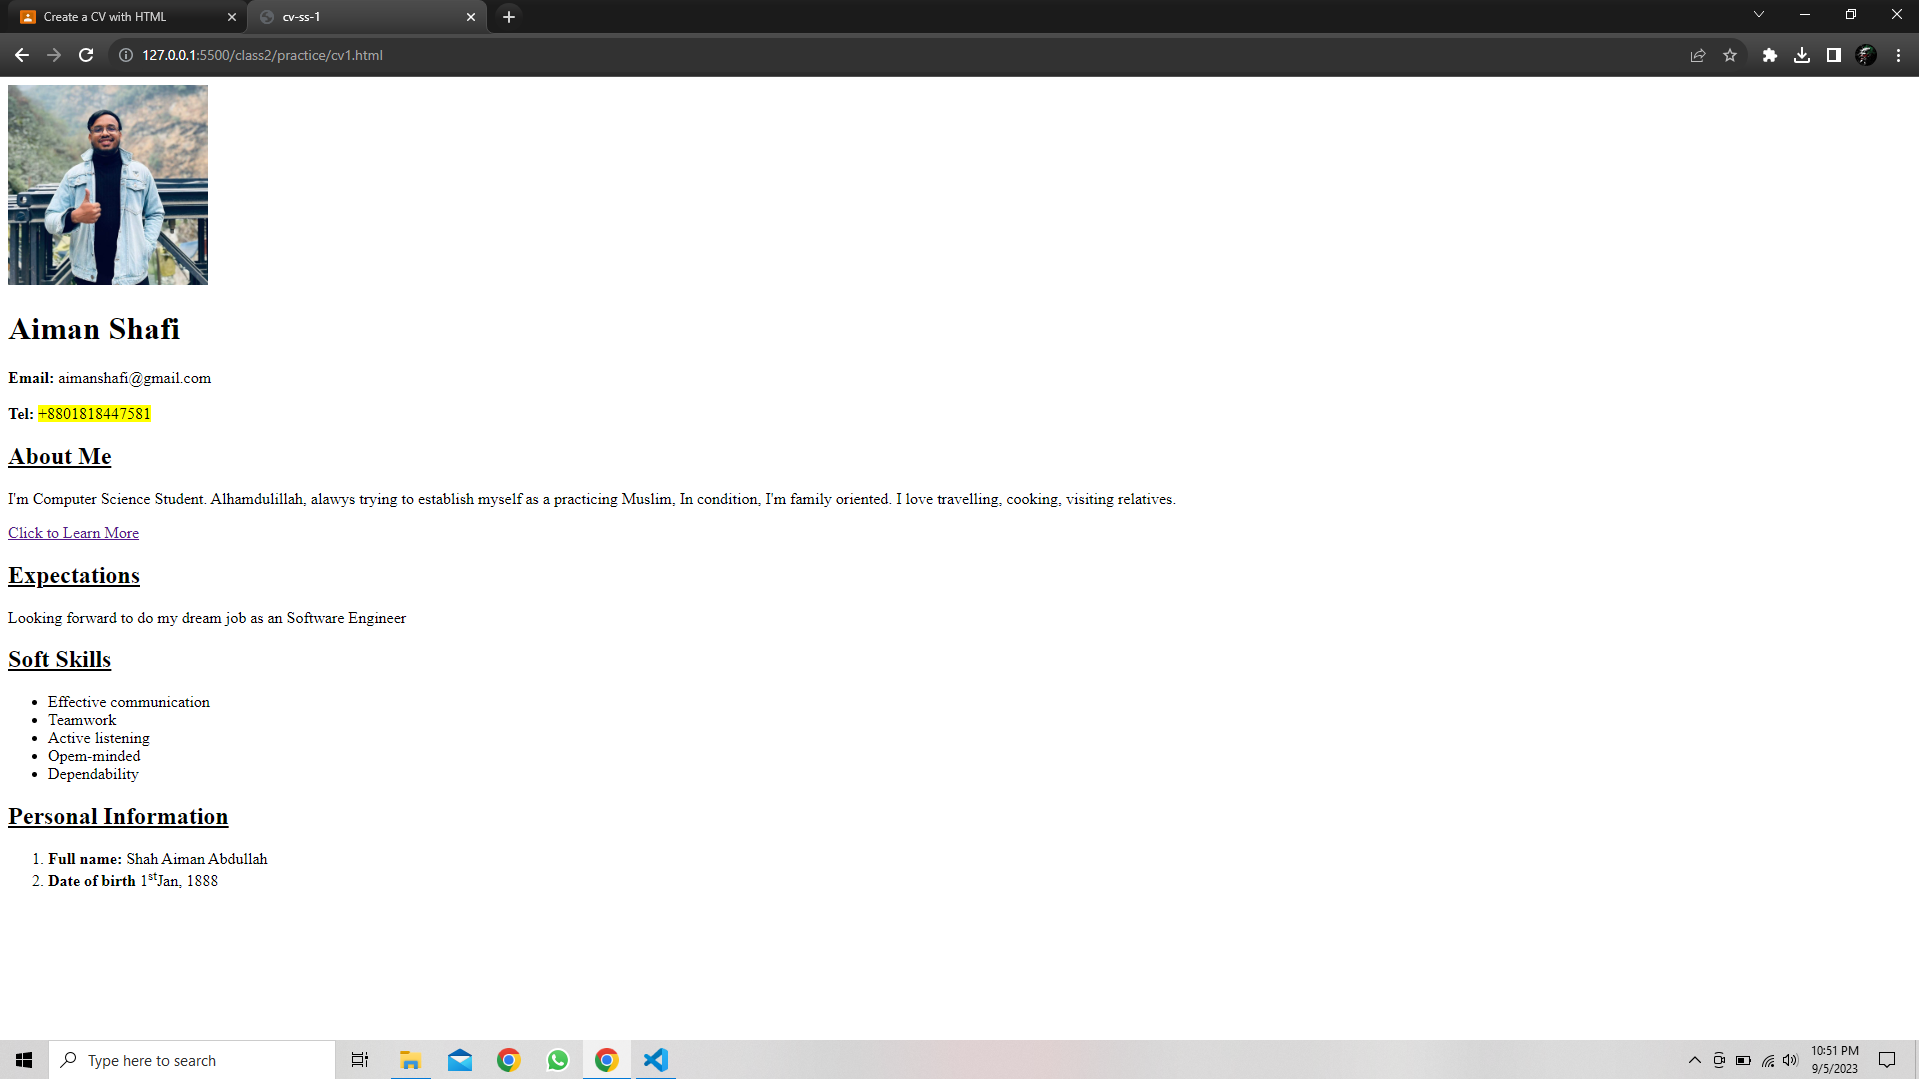 Create a CV with HTML
cv-ss-1
127.0.0.1:5500/class2/practice/cv1.html
Aiman Shafi
Email: aimanshafi@gmail.com
Tel: +8801818447581
About Me
I'm Computer Science Student. Alhamdulillah, alawys trying to establish myself as a practicing Muslim, In condition, I'm family oriented. I love travelling, cooking, visiting relatives.
Click to Learn More
Expectations
Looking forward to do my dream job as an Software Engineer
Soft Skills
• Effective communication
• Teamwork
• Active listening
• Opem-minded
• Dependability
Personal Information
1. Full name: Shah Aiman Abdullah
2. Date of birth 1stJan, 1888
Type here to search
10:51 PM
9/5/2023